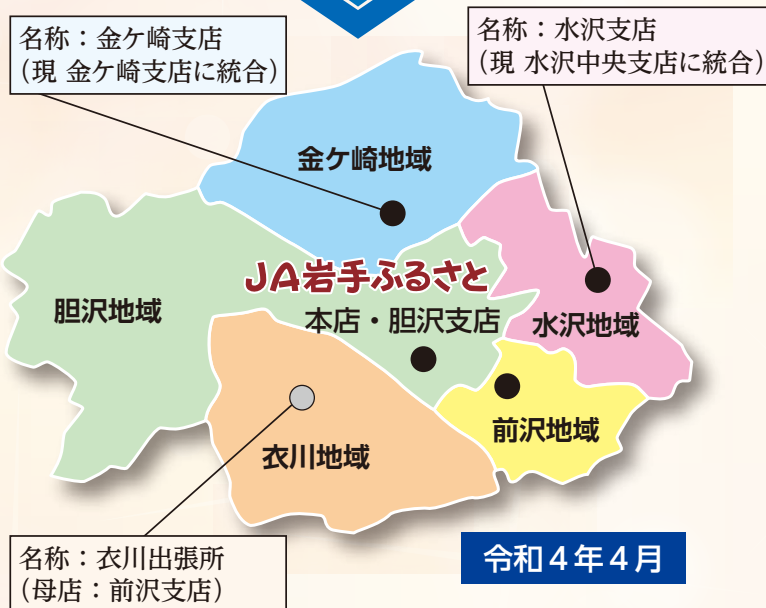 名称：金ケ崎支店
（現 金ケ崎支店に統合）
名称：水沢支店
（現 水沢中央支店に統合）
金ケ崎地域
JA岩手ふるさと
胆沢地域
本店・胆沢支店
水沢地域
前沢地域
衣川地域
名称：衣川出張所
（母店：前沢支店）
令和４年４月